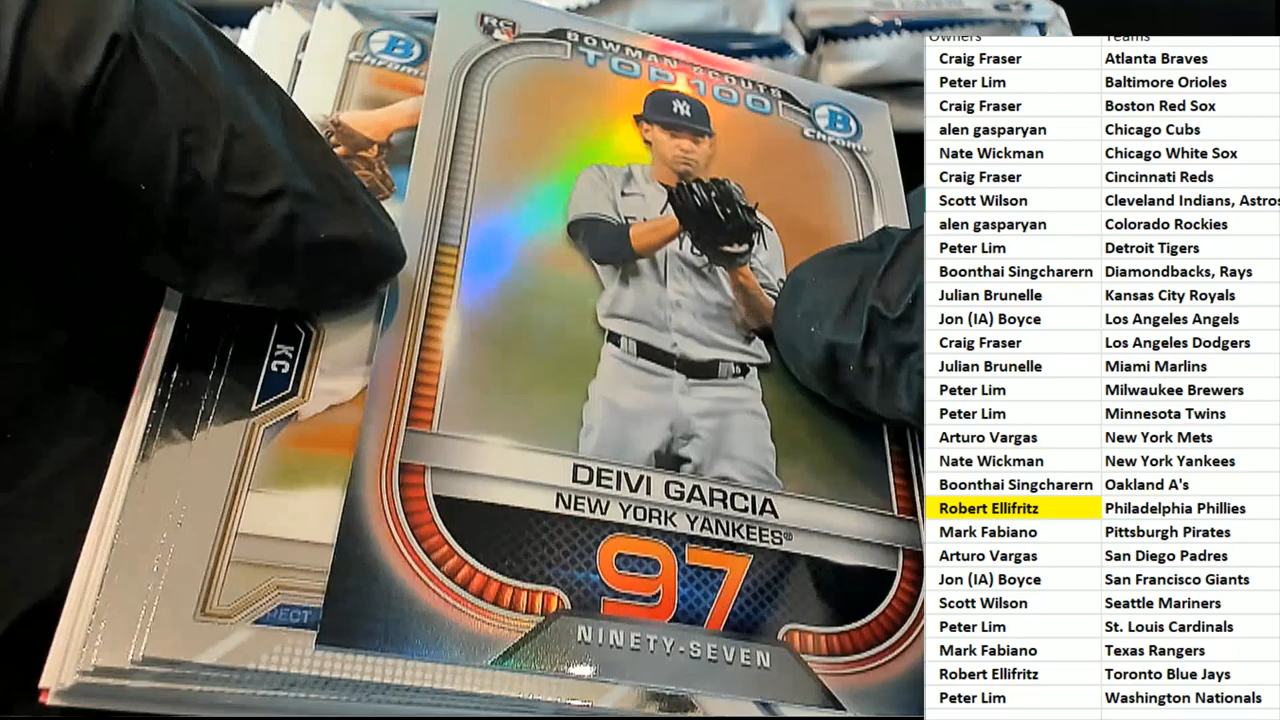 RC
BOWMAN SCOUTS
TOP 100
B
CHROME
B
CHROME
NY
KC
DEIVI GARCIA
NEW YORK YANKEES®
97
NINETY-SEVEN
Owners Teams
Craig Fraser Atlanta Braves
Peter Lim Baltimore Orioles
Craig Fraser Boston Red Sox
alen gasparyan Chicago Cubs
Nate Wickman Chicago White Sox
Craig Fraser Cincinnati Reds
Scott Wilson Cleveland Indians, Astros
alen gasparyan Colorado Rockies
Peter Lim Detroit Tigers
Boonthai Singcharern Diamondbacks, Rays
Julian Brunelle Kansas City Royals
Jon (IA) Boyce Los Angeles Angels
Craig Fraser Los Angeles Dodgers
Julian Brunelle Miami Marlins
Peter Lim Milwaukee Brewers
Peter Lim Minnesota Twins
Arturo Vargas New York Mets
Nate Wickman New York Yankees
Boonthai Singcharern Oakland A's
Robert Ellifritz Philadelphia Phillies
Mark Fabiano Pittsburgh Pirates
Arturo Vargas San Diego Padres
Jon (IA) Boyce San Francisco Giants
Scott Wilson Seattle Mariners
Peter Lim St. Louis Cardinals
Mark Fabiano Texas Rangers
Robert Ellifritz Toronto Blue Jays
Peter Lim Washington Nationals